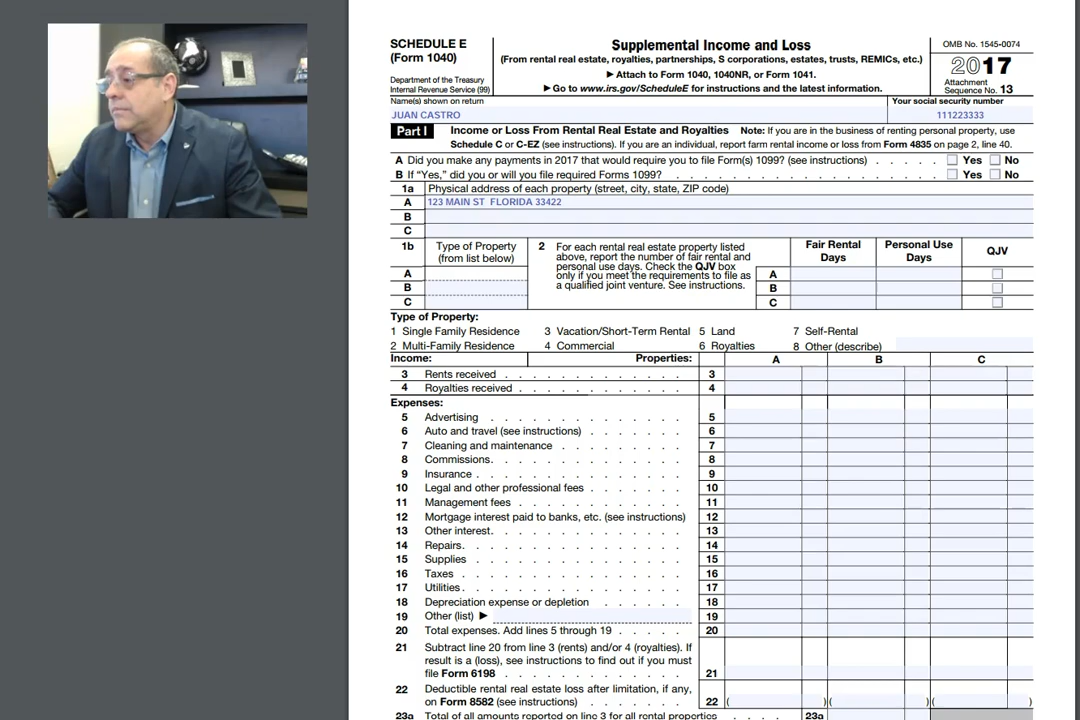 SCHEDULE E
(Form 1040)
Department of the Treasury
Internal Revenue Service (99)
Supplemental Income and Loss
(From rental real estate, royalties, partnerships, S corporations, estates, trusts, REMICs, etc.)
▶ Attach to Form 1040, 1040NR, or Form 1041.
▶ Go to www.irs.gov/ScheduleE for instructions and the latest information.
OMB No. 1545-0074
2017
Attachment
Sequence No. 13
Name(s) shown on return
Your social security number
JUAN CASTRO
111223333
Part I Income or Loss From Rental Real Estate and Royalties Note: If you are in the business of renting personal property, use
Schedule C or C-EZ (see instructions). If you are an individual, report farm rental income or loss from Form 4835 on page 2, line 40.
A Did you make any payments in 2017 that would require you to file Form(s) 1099? (see instructions) . . . . . Yes No
B If “Yes,” did you or will you file required Forms 1099? . . . . . . . . . . . . . . . . . . Yes No
1a Physical address of each property (street, city, state, ZIP code)
A 123 MAIN ST FLORIDA 33422
B
C
1b Type of Property
(from list below)
2 For each rental real estate property listed
above, report the number of fair rental and
personal use days. Check the QJV box
only if you meet the requirements to file as
a qualified joint venture. See instructions.
Fair Rental
Days
Personal Use
Days
QJV
A A
B B
C C
Type of Property:
1 Single Family Residence 3 Vacation/Short-Term Rental 5 Land 7 Self-Rental
2 Multi-Family Residence 4 Commercial 6 Royalties 8 Other (describe)
Income: Properties: A B C
3 Rents received . . . . . . . . . . . . . 3
4 Royalties received . . . . . . . . . . . . 4
Expenses:
5 Advertising . . . . . . . . . . . . . . 5
6 Auto and travel (see instructions) . . . . . . . 6
7 Cleaning and maintenance . . . . . . . . . 7
8 Commissions. . . . . . . . . . . . . . 8
9 Insurance . . . . . . . . . . . . . . . 9
10 Legal and other professional fees . . . . . . . 10
11 Management fees . . . . . . . . . . . . 11
12 Mortgage interest paid to banks, etc. (see instructions) 12
13 Other interest. . . . . . . . . . . . . . 13
14 Repairs. . . . . . . . . . . . . . . . 14
15 Supplies . . . . . . . . . . . . . . . 15
16 Taxes . . . . . . . . . . . . . . . . 16
17 Utilities. . . . . . . . . . . . . . . . 17
18 Depreciation expense or depletion . . . . . . 18
19 Other (list) ▶ 19
20 Total expenses. Add lines 5 through 19 . . . . . 20
21 Subtract line 20 from line 3 (rents) and/or 4 (royalties). If
result is a (loss), see instructions to find out if you must
file Form 6198 . . . . . . . . . . . . . 21
22 Deductible rental real estate loss after limitation, if any,
on Form 8582 (see instructions) . . . . . . . 22 ( ) ( ) ( )
23a Total of all amounts reported on line 3 for all rental properties . . . . 23a